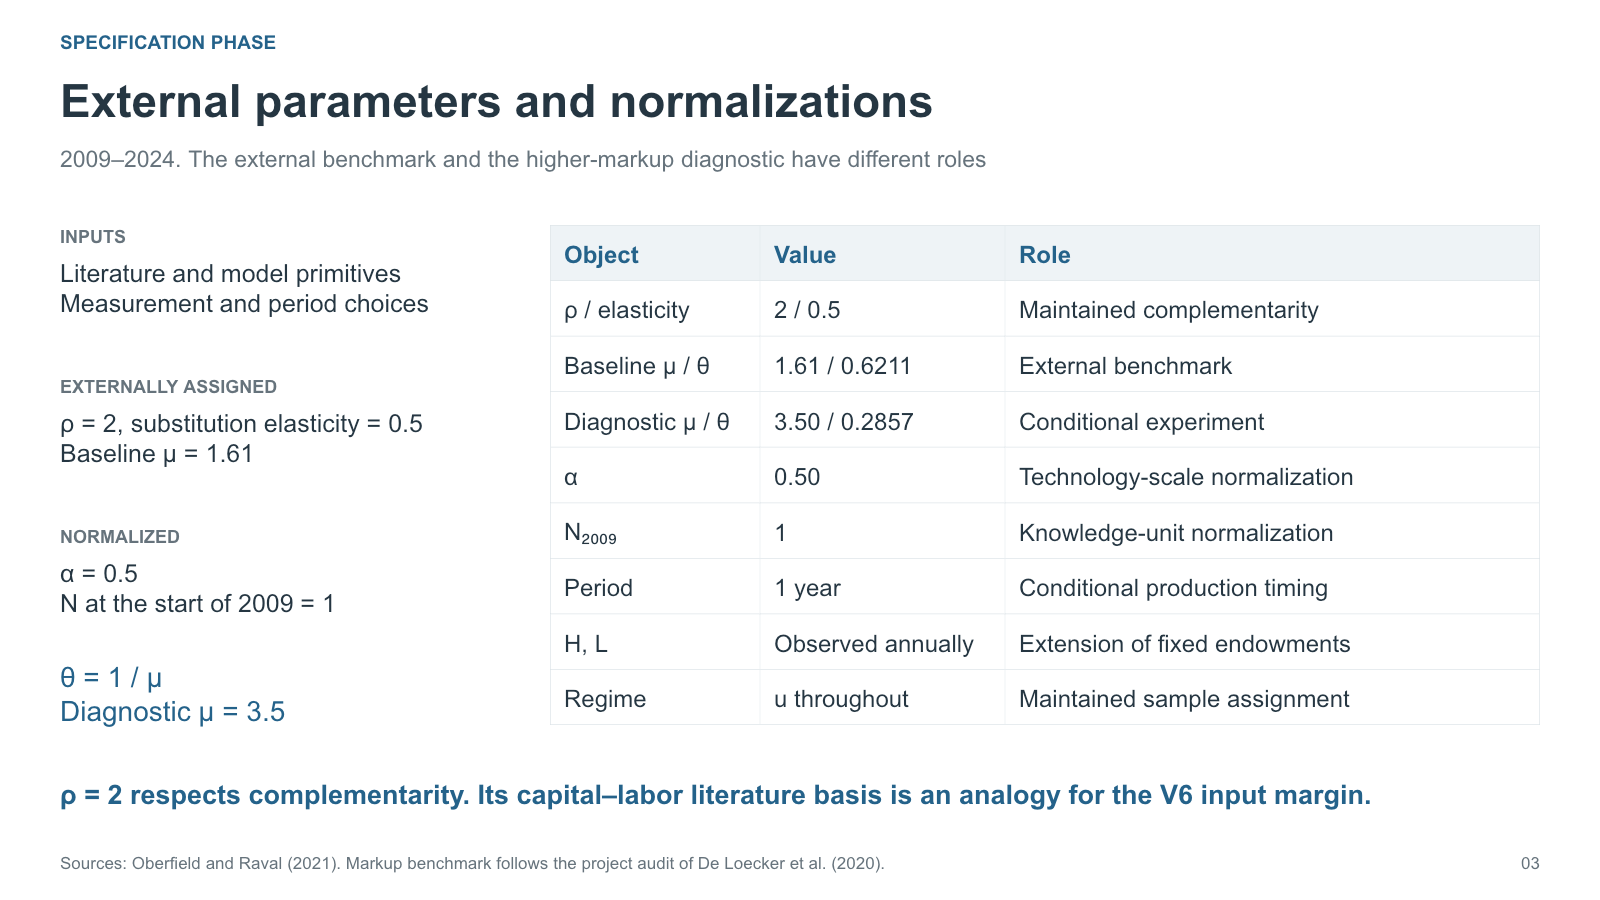 SPECIFICATION PHASE
External parameters and normalizations
2009–2024. The external benchmark and the higher-markup diagnostic have different roles
INPUTS
Literature and model primitives
Measurement and period choices
EXTERNALLY ASSIGNED
ρ = 2, substitution elasticity = 0.5
Baseline μ = 1.61
NORMALIZED
α = 0.5
N at the start of 2009 = 1
θ = 1 / μ
Diagnostic μ = 3.5
Object Value Role
ρ / elasticity 2 / 0.5 Maintained complementarity
Baseline μ / θ 1.61 / 0.6211 External benchmark
Diagnostic μ / θ 3.50 / 0.2857 Conditional experiment
α 0.50 Technology-scale normalization
N₂₀₀₉ 1 Knowledge-unit normalization
Period 1 year Conditional production timing
H, L Observed annually Extension of fixed endowments
Regime u throughout Maintained sample assignment
ρ = 2 respects complementarity. Its capital–labor literature basis is an analogy for the V6 input margin.
Sources: Oberfield and Raval (2021). Markup benchmark follows the project audit of De Loecker et al. (2020).
03